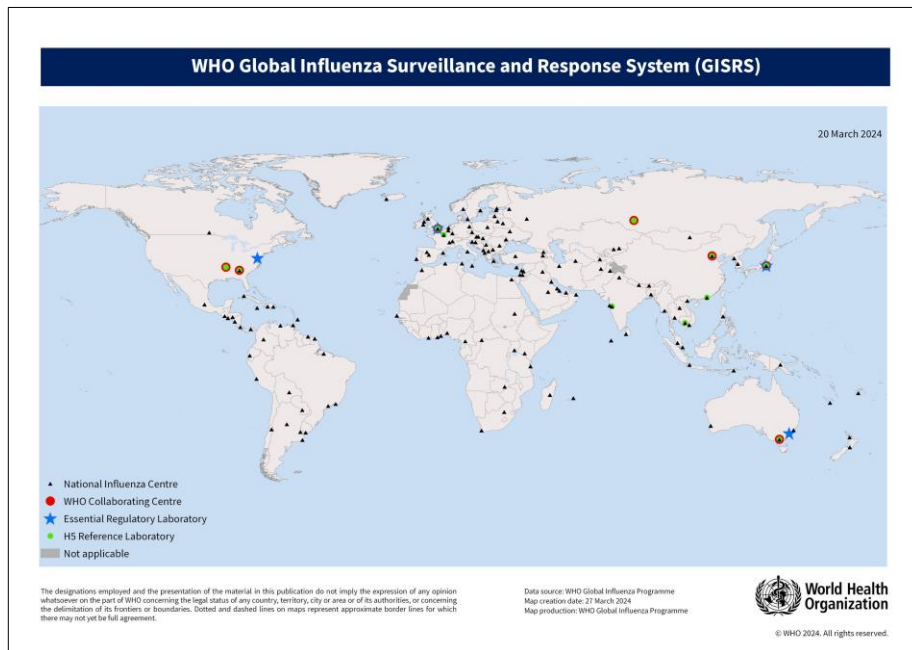 WHO Global Influenza Surveillance and Response System (GISRS)
20 March 2024
National Influenza Centre
WHO Collaborating Centre
Essential Regulatory Laboratory
H5 Reference Laboratory
Not applicable
The designations employed and the presentation of the material in this publication do not imply the expression of any opinion
whatsoever on the part of WHO concerning the legal status of any country, territory, city or area or of its authorities, or concerning
the delimitation of its frontiers or boundaries. Dotted and dashed lines on maps represent approximate border lines for which
there may not yet be full agreement.
Data source: WHO Global Influenza Programme
Map creation date: 27 March 2024
Map production: WHO Global Influenza Programme
World Health
Organization
© WHO 2024. All rights reserved.